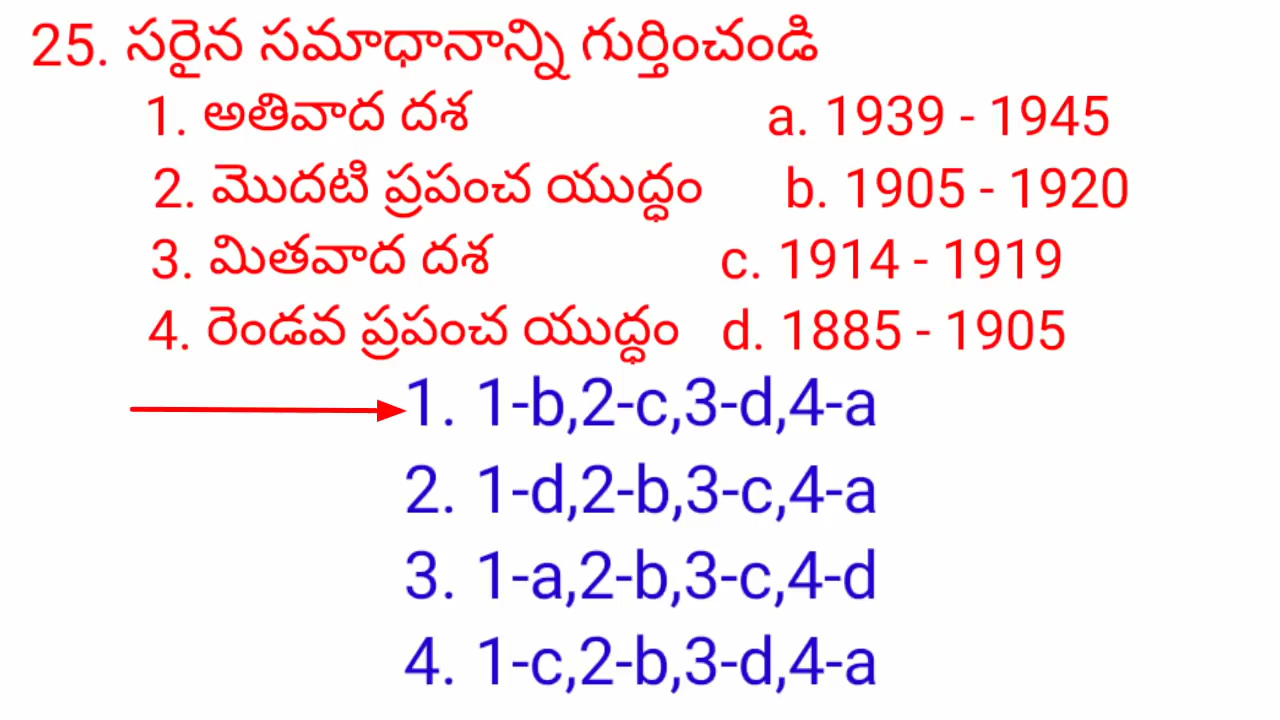 25. సరైన సమాధానాన్ని గుర్తించండి
1. అతివాద దశ a. 1939 - 1945
2. మొదటి ప్రపంచ యుద్ధం b. 1905 - 1920
3. మితవాద దశ c. 1914 - 1919
4. రెండవ ప్రపంచ యుద్ధం d. 1885 - 1905
1. 1-b,2-c,3-d,4-a
2. 1-d,2-b,3-c,4-a
3. 1-a,2-b,3-c,4-d
4. 1-c,2-b,3-d,4-a